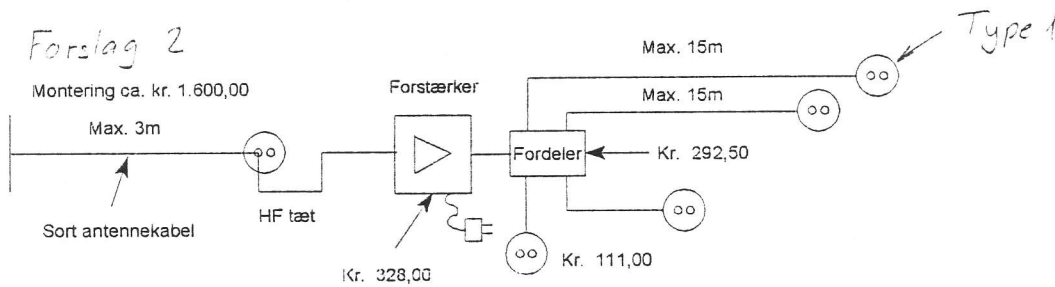 Forslag 2
Type 1
Max. 15m
Montering ca. kr. 1.600,00
Forstærker
Max. 15m
Max. 3m
Fordeler
Kr. 292,50
HF tæt
Sort antennekabel
Kr. 111,00
Kr. 328,00